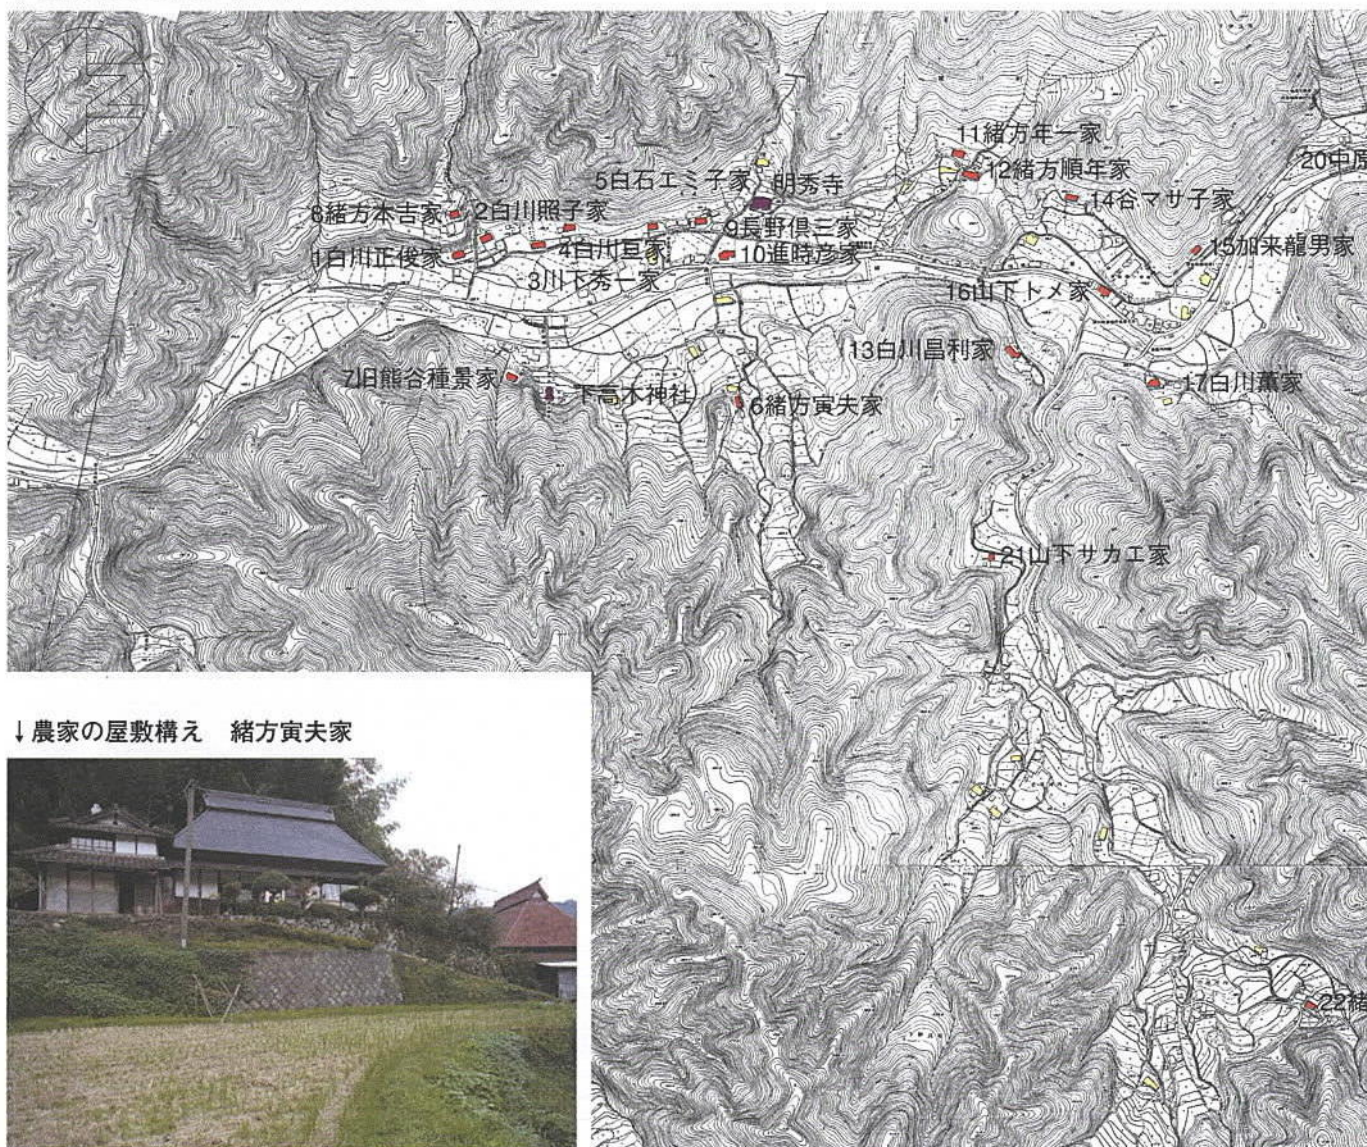 11緒方年一家
20中原
5白石エミ子家
明秀寺
12緒方順年家
14谷マサ子家
8緒方本吉家
2白川照子家
9長野倶三家
15加来龍男家
1白川正俊家
4白川亘家
10進時彦家
3川下秀一家
16山下トメ家
13白川昌利家
7旧熊谷種景家
下高木神社
6緒方寅夫家
17白川薫家
21山下サカエ家
↓農家の屋敷構え　緒方寅夫家
22緒